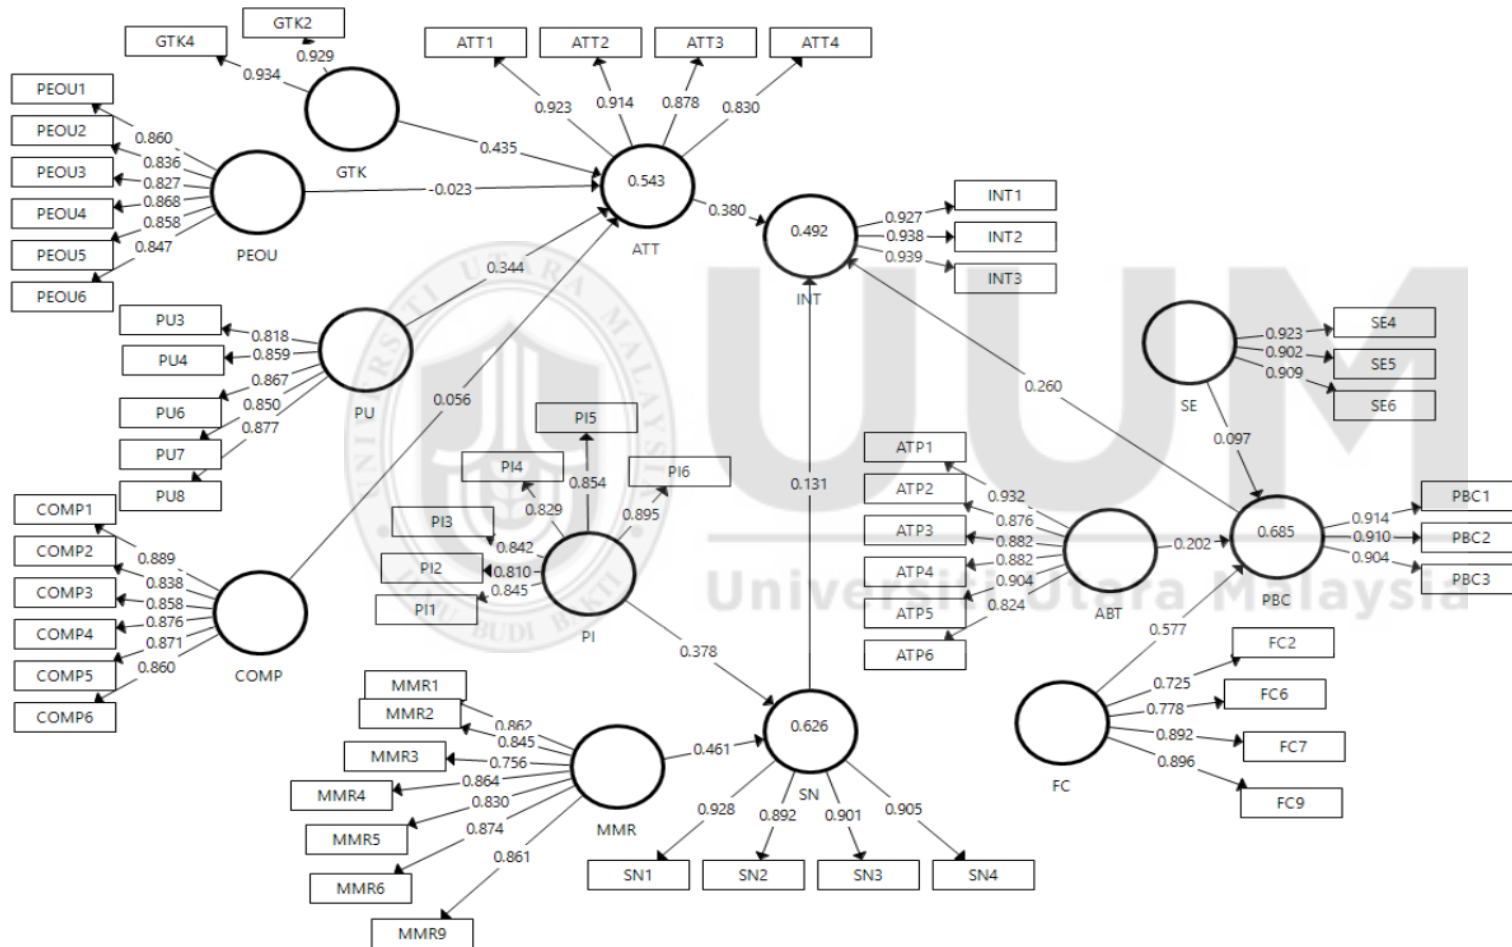 GTK2
GTK4
0.929
0.934
GTK
ATT1
ATT2
ATT3
ATT4
0.923
0.914
0.878
0.830
PEOU1
PEOU2
PEOU3
PEOU4
PEOU5
PEOU6
0.860
0.836
0.827
0.868
0.858
0.847
PEOU
0.435
-0.023
0.344
0.056
0.543
ATT
0.380
0.492
INT
0.927
0.938
0.939
INT1
INT2
INT3
PU3
PU4
PU6
PU7
PU8
0.818
0.859
0.867
0.850
0.877
PU
COMP1
COMP2
COMP3
COMP4
COMP5
COMP6
0.889
0.838
0.858
0.876
0.871
0.860
COMP
PI5
PI4
PI6
PI3
PI2
PI1
0.854
0.829
0.895
0.842
0.810
0.845
PI
0.378
0.131
0.260
SE
0.923
0.902
0.909
SE4
SE5
SE6
0.097
ATP1
ATP2
ATP3
ATP4
ATP5
ATP6
0.932
0.876
0.882
0.882
0.904
0.824
ABT
0.202
0.685
PBC
0.914
0.910
0.904
PBC1
PBC2
PBC3
0.577
FC
0.725
0.778
0.892
0.896
FC2
FC6
FC7
FC9
MMR1
MMR2
MMR3
MMR4
MMR5
MMR6
MMR9
0.862
0.845
0.756
0.864
0.830
0.874
0.861
MMR
0.461
0.626
SN
0.928
0.892
0.901
0.905
SN1
SN2
SN3
SN4
UUM
Universiti Utara Malaysia
UNIVERSITI UTARA MALAYSIA
ILMU BUDI BAKTI